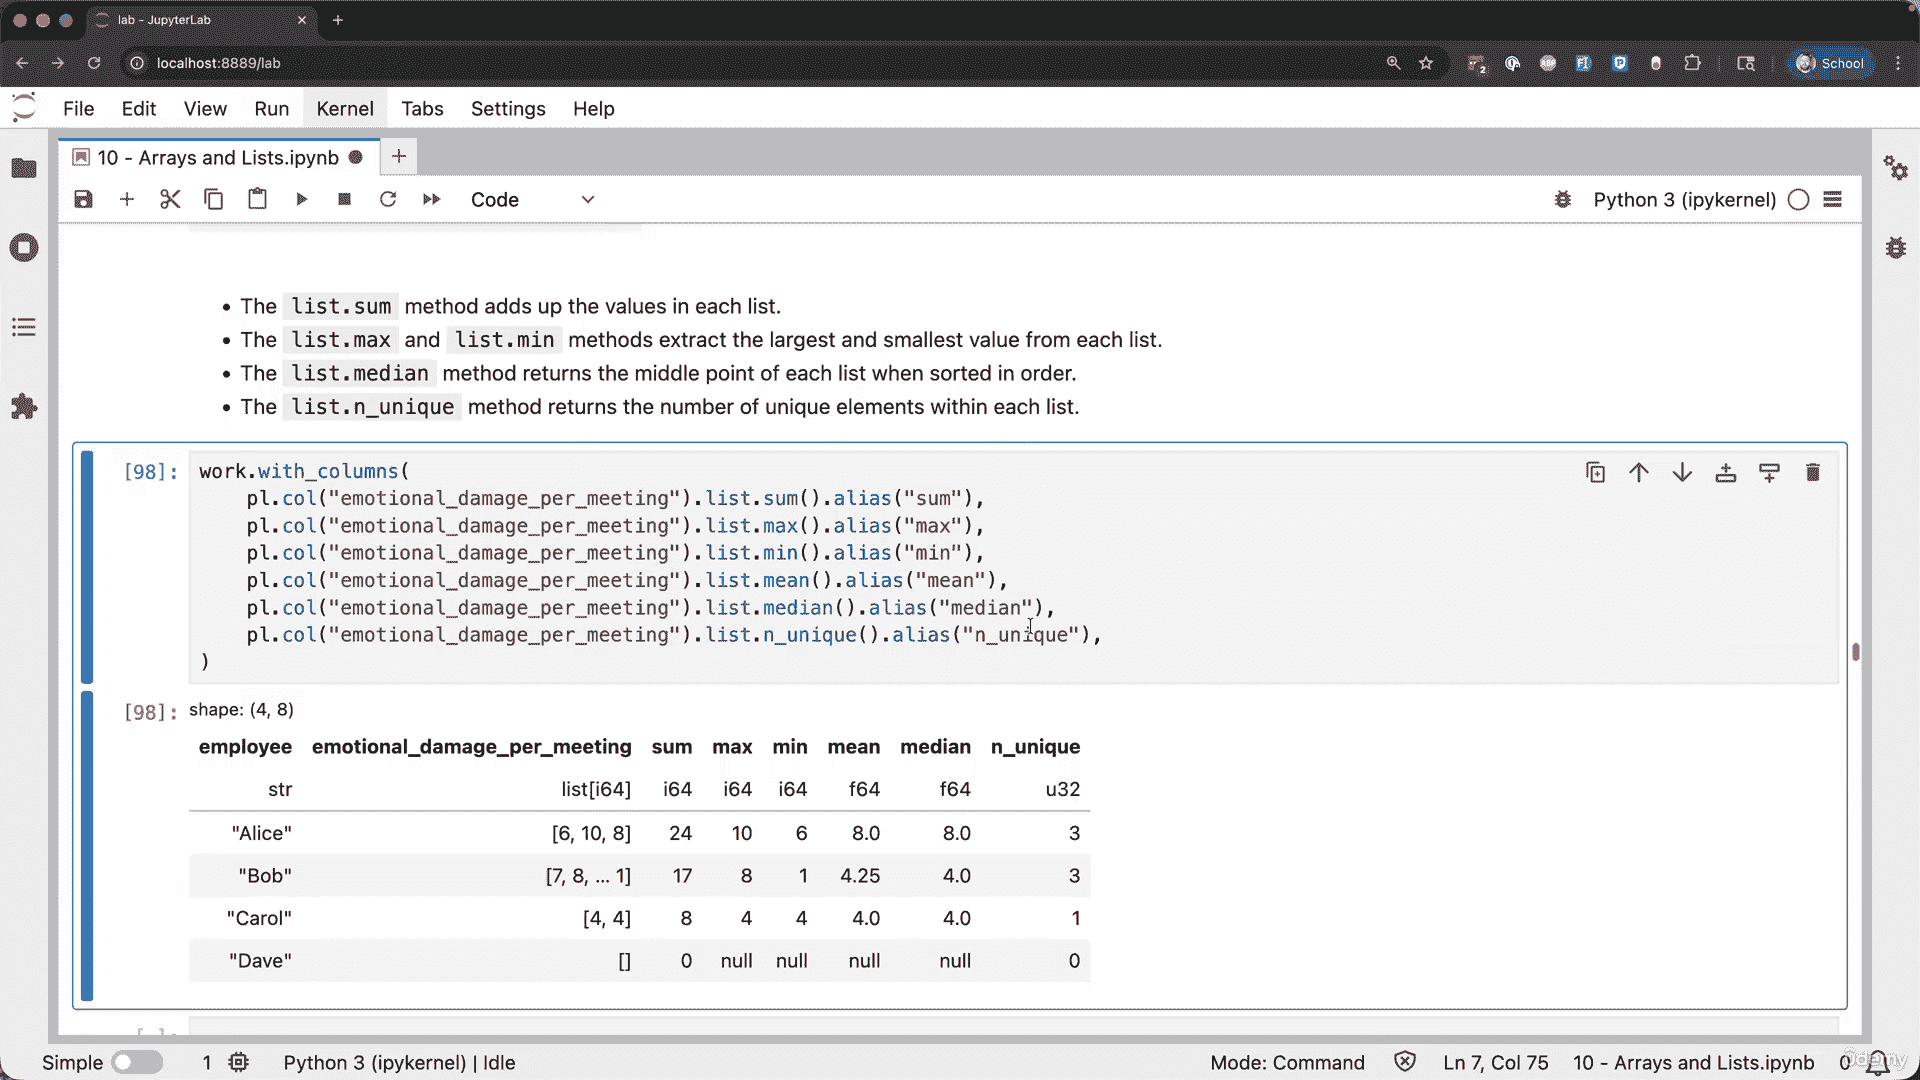 lab - JupyterLab
localhost:8889/lab
2
ABP
School
File Edit View Run Kernel Tabs Settings Help
10 - Arrays and Lists.ipynb
Code
Python 3 (ipykernel)
• The list.sum method adds up the values in each list.
• The list.max and list.min methods extract the largest and smallest value from each list.
• The list.median method returns the middle point of each list when sorted in order.
• The list.n_unique method returns the number of unique elements within each list.
[98]: work.with_columns(
pl.col("emotional_damage_per_meeting").list.sum().alias("sum"),
pl.col("emotional_damage_per_meeting").list.max().alias("max"),
pl.col("emotional_damage_per_meeting").list.min().alias("min"),
pl.col("emotional_damage_per_meeting").list.mean().alias("mean"),
pl.col("emotional_damage_per_meeting").list.median().alias("median"),
pl.col("emotional_damage_per_meeting").list.n_unique().alias("n_unique"),
)
[98]: shape: (4, 8)
employee emotional_damage_per_meeting sum max min mean median n_unique
str list[i64] i64 i64 i64 f64 f64 u32
"Alice" [6, 10, 8] 24 10 6 8.0 8.0 3
"Bob" [7, 8, ... 1] 17 8 1 4.25 4.0 3
"Carol" [4, 4] 8 4 4 4.0 4.0 1
"Dave" [] 0 null null null null 0
[ ]:
Simple 1 Python 3 (ipykernel) | Idle Mode: Command Ln 7, Col 75 10 - Arrays and Lists.ipynb 0
ûdemy